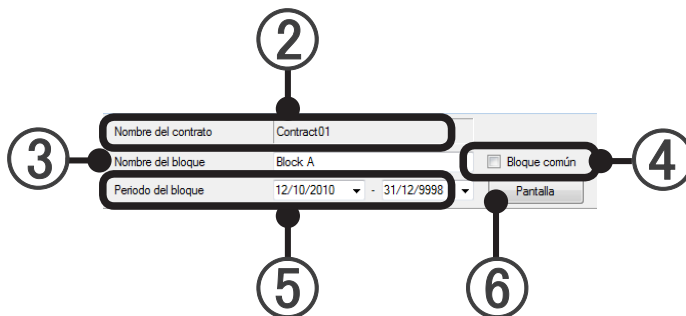 2
Nombre del contrato Contract01
3 Nombre del bloque Block A Bloque común 4
Periodo del bloque 12/10/2010 - 31/12/9998 Pantalla
5 6